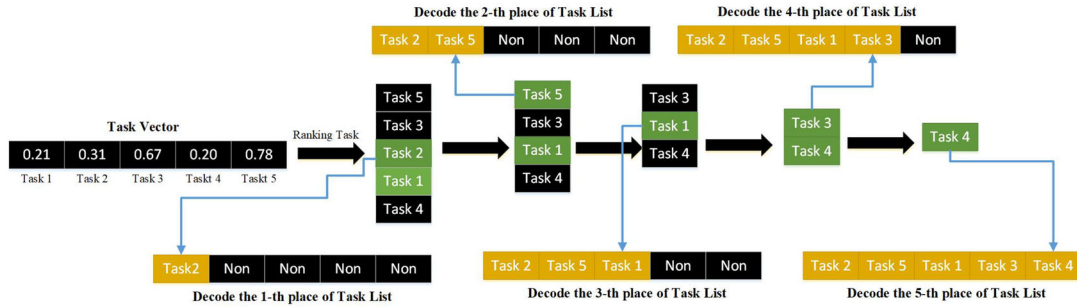 Decode the 2-th place of Task List
Decode the 4-th place of Task List
Task 2 Task 5 Non Non Non
Task 2 Task 5 Task 1 Task 3 Non
Task Vector
0.21 0.31 0.67 0.20 0.78
Task 1 Task 2 Task 3 Taskt 4 Taskt 5
Ranking Task
Task 5
Task 3
Task 2
Task 1
Task 4
Task 5
Task 3
Task 1
Task 4
Task 3
Task 1
Task 4
Task 3
Task 4
Task 4
Task2 Non Non Non Non
Decode the 1-th place of Task List
Task 2 Task 5 Task 1 Non Non
Decode the 3-th place of Task List
Task 2 Task 5 Task 1 Task 3 Task 4
Decode the 5-th place of Task List